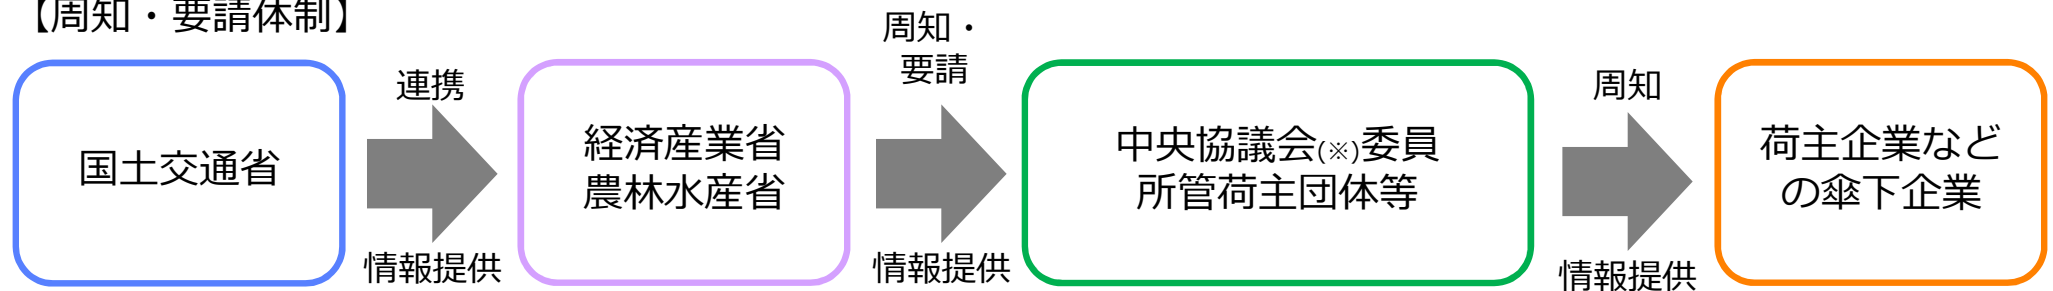 【周知・要請体制】
国土交通省
連携
情報提供
経済産業省
農林水産省
周知・
要請
情報提供
中央協議会(※)委員
所管荷主団体等
周知
情報提供
荷主企業など
の傘下企業